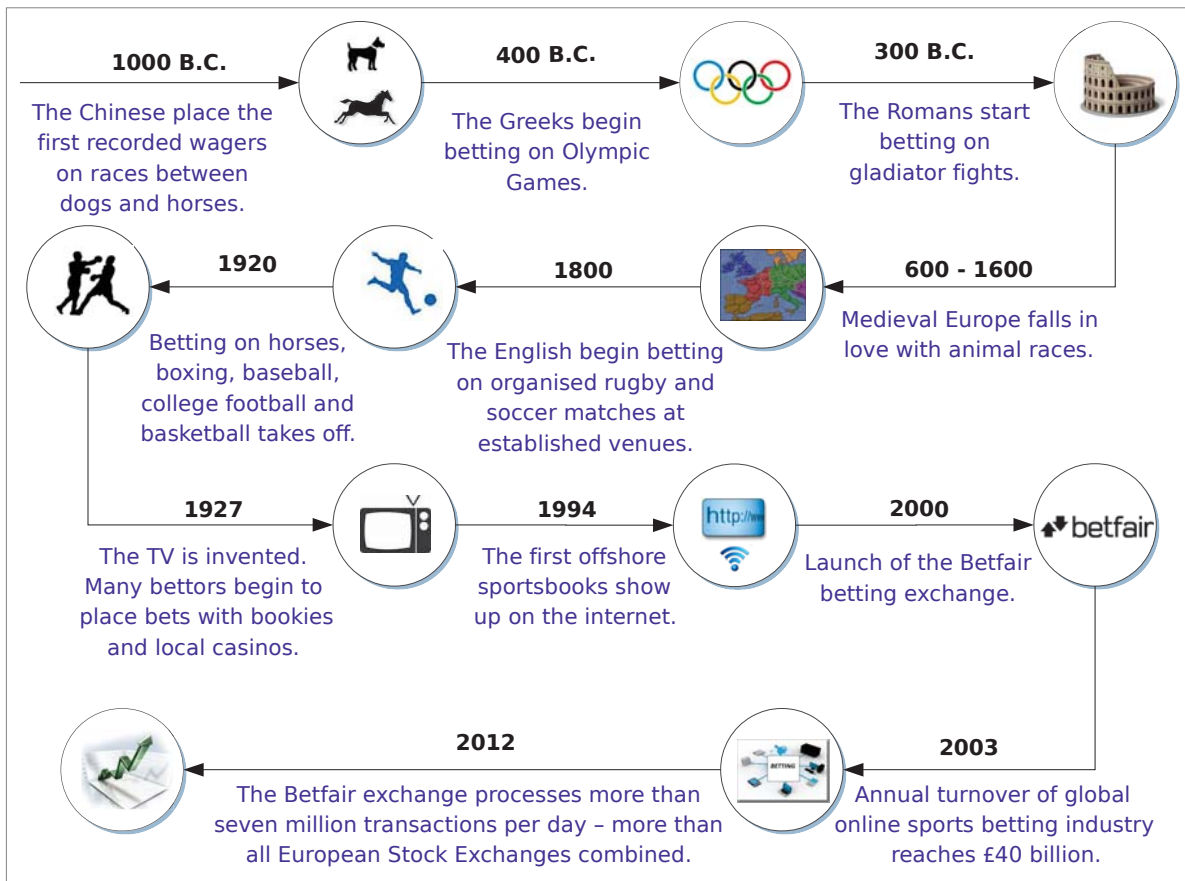 1000 B.C.
The Chinese place the
first recorded wagers
on races between
dogs and horses.
400 B.C.
The Greeks begin
betting on Olympic
Games.
300 B.C.
The Romans start
betting on
gladiator fights.
600 - 1600
Medieval Europe falls in
love with animal races.
1800
The English begin betting
on organised rugby and
soccer matches at
established venues.
1920
Betting on horses,
boxing, baseball,
college football and
basketball takes off.
1927
The TV is invented.
Many bettors begin to
place bets with bookies
and local casinos.
1994
The first offshore
sportsbooks show
up on the internet.
http://ww
2000
Launch of the Betfair
betting exchange.
betfair
2003
Annual turnover of global
online sports betting industry
reaches £40 billion.
BETTING
2012
The Betfair exchange processes more than
seven million transactions per day – more than
all European Stock Exchanges combined.